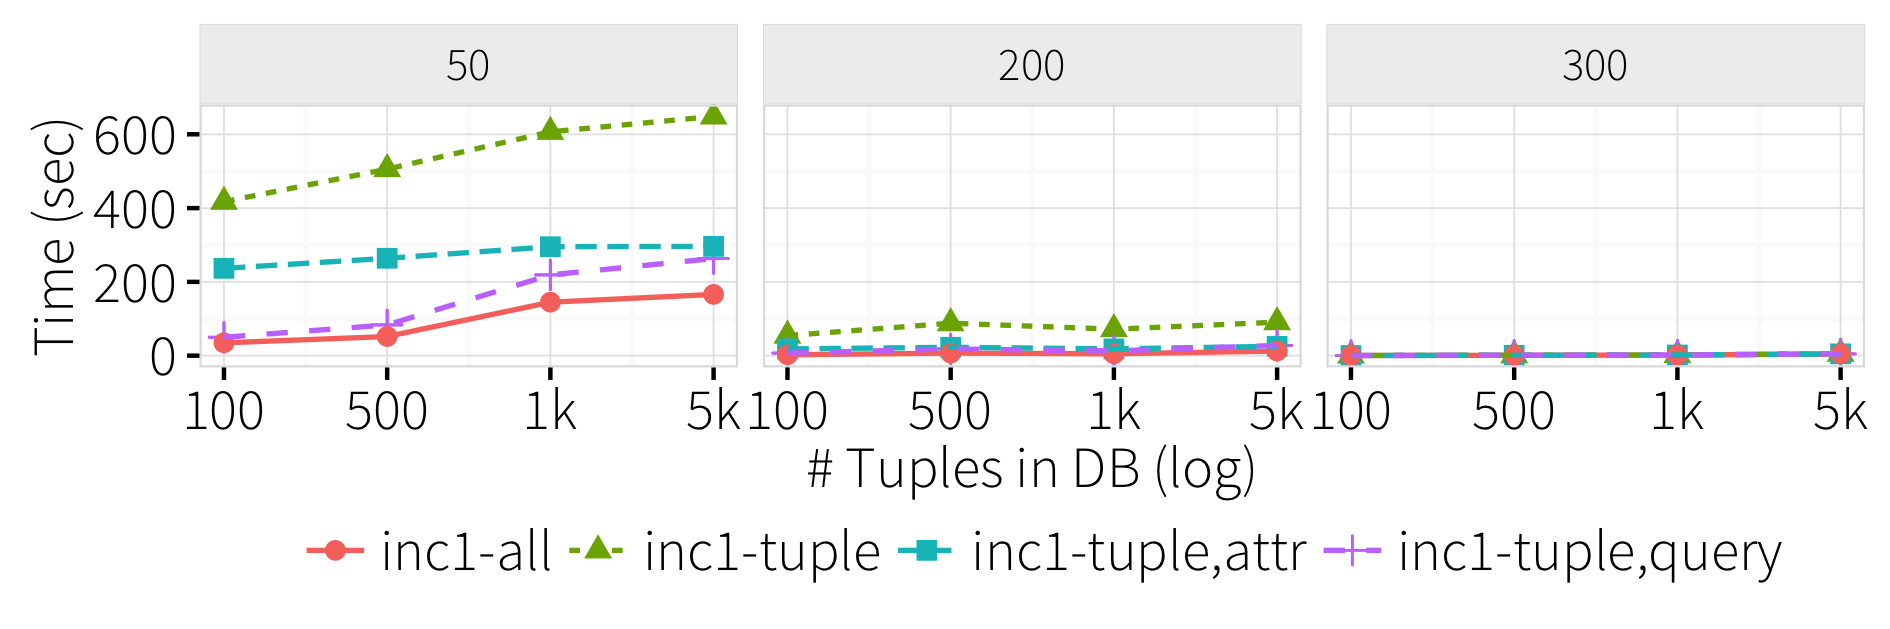 50 200 300
Time (sec)
600
400
200
0
100 500 1k 5k 100 500 1k 5k 100 500 1k 5k
# Tuples in DB (log)
inc1-all inc1-tuple inc1-tuple,attr inc1-tuple,query